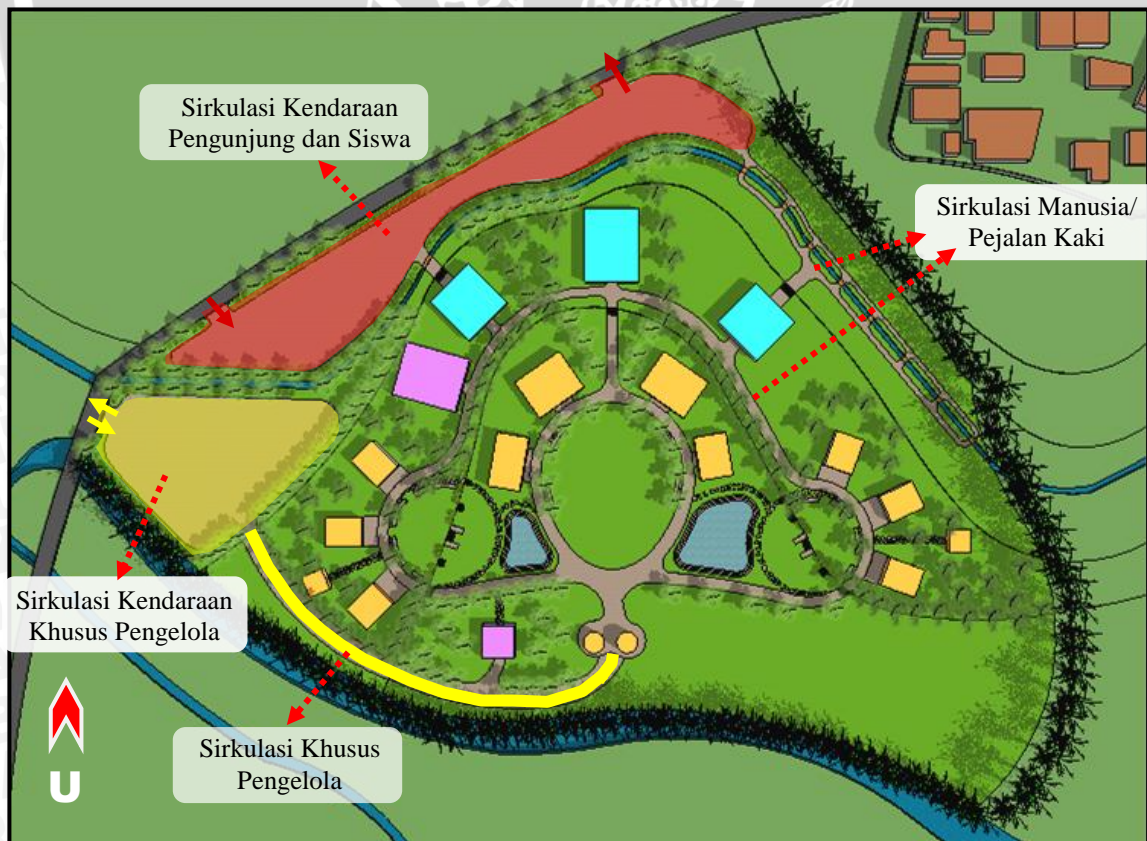 Sirkulasi Kendaraan
Pengunjung dan Siswa
Sirkulasi Manusia/
Pejalan Kaki
Sirkulasi Kendaraan
Khusus Pengelola
Sirkulasi Khusus
Pengelola
U